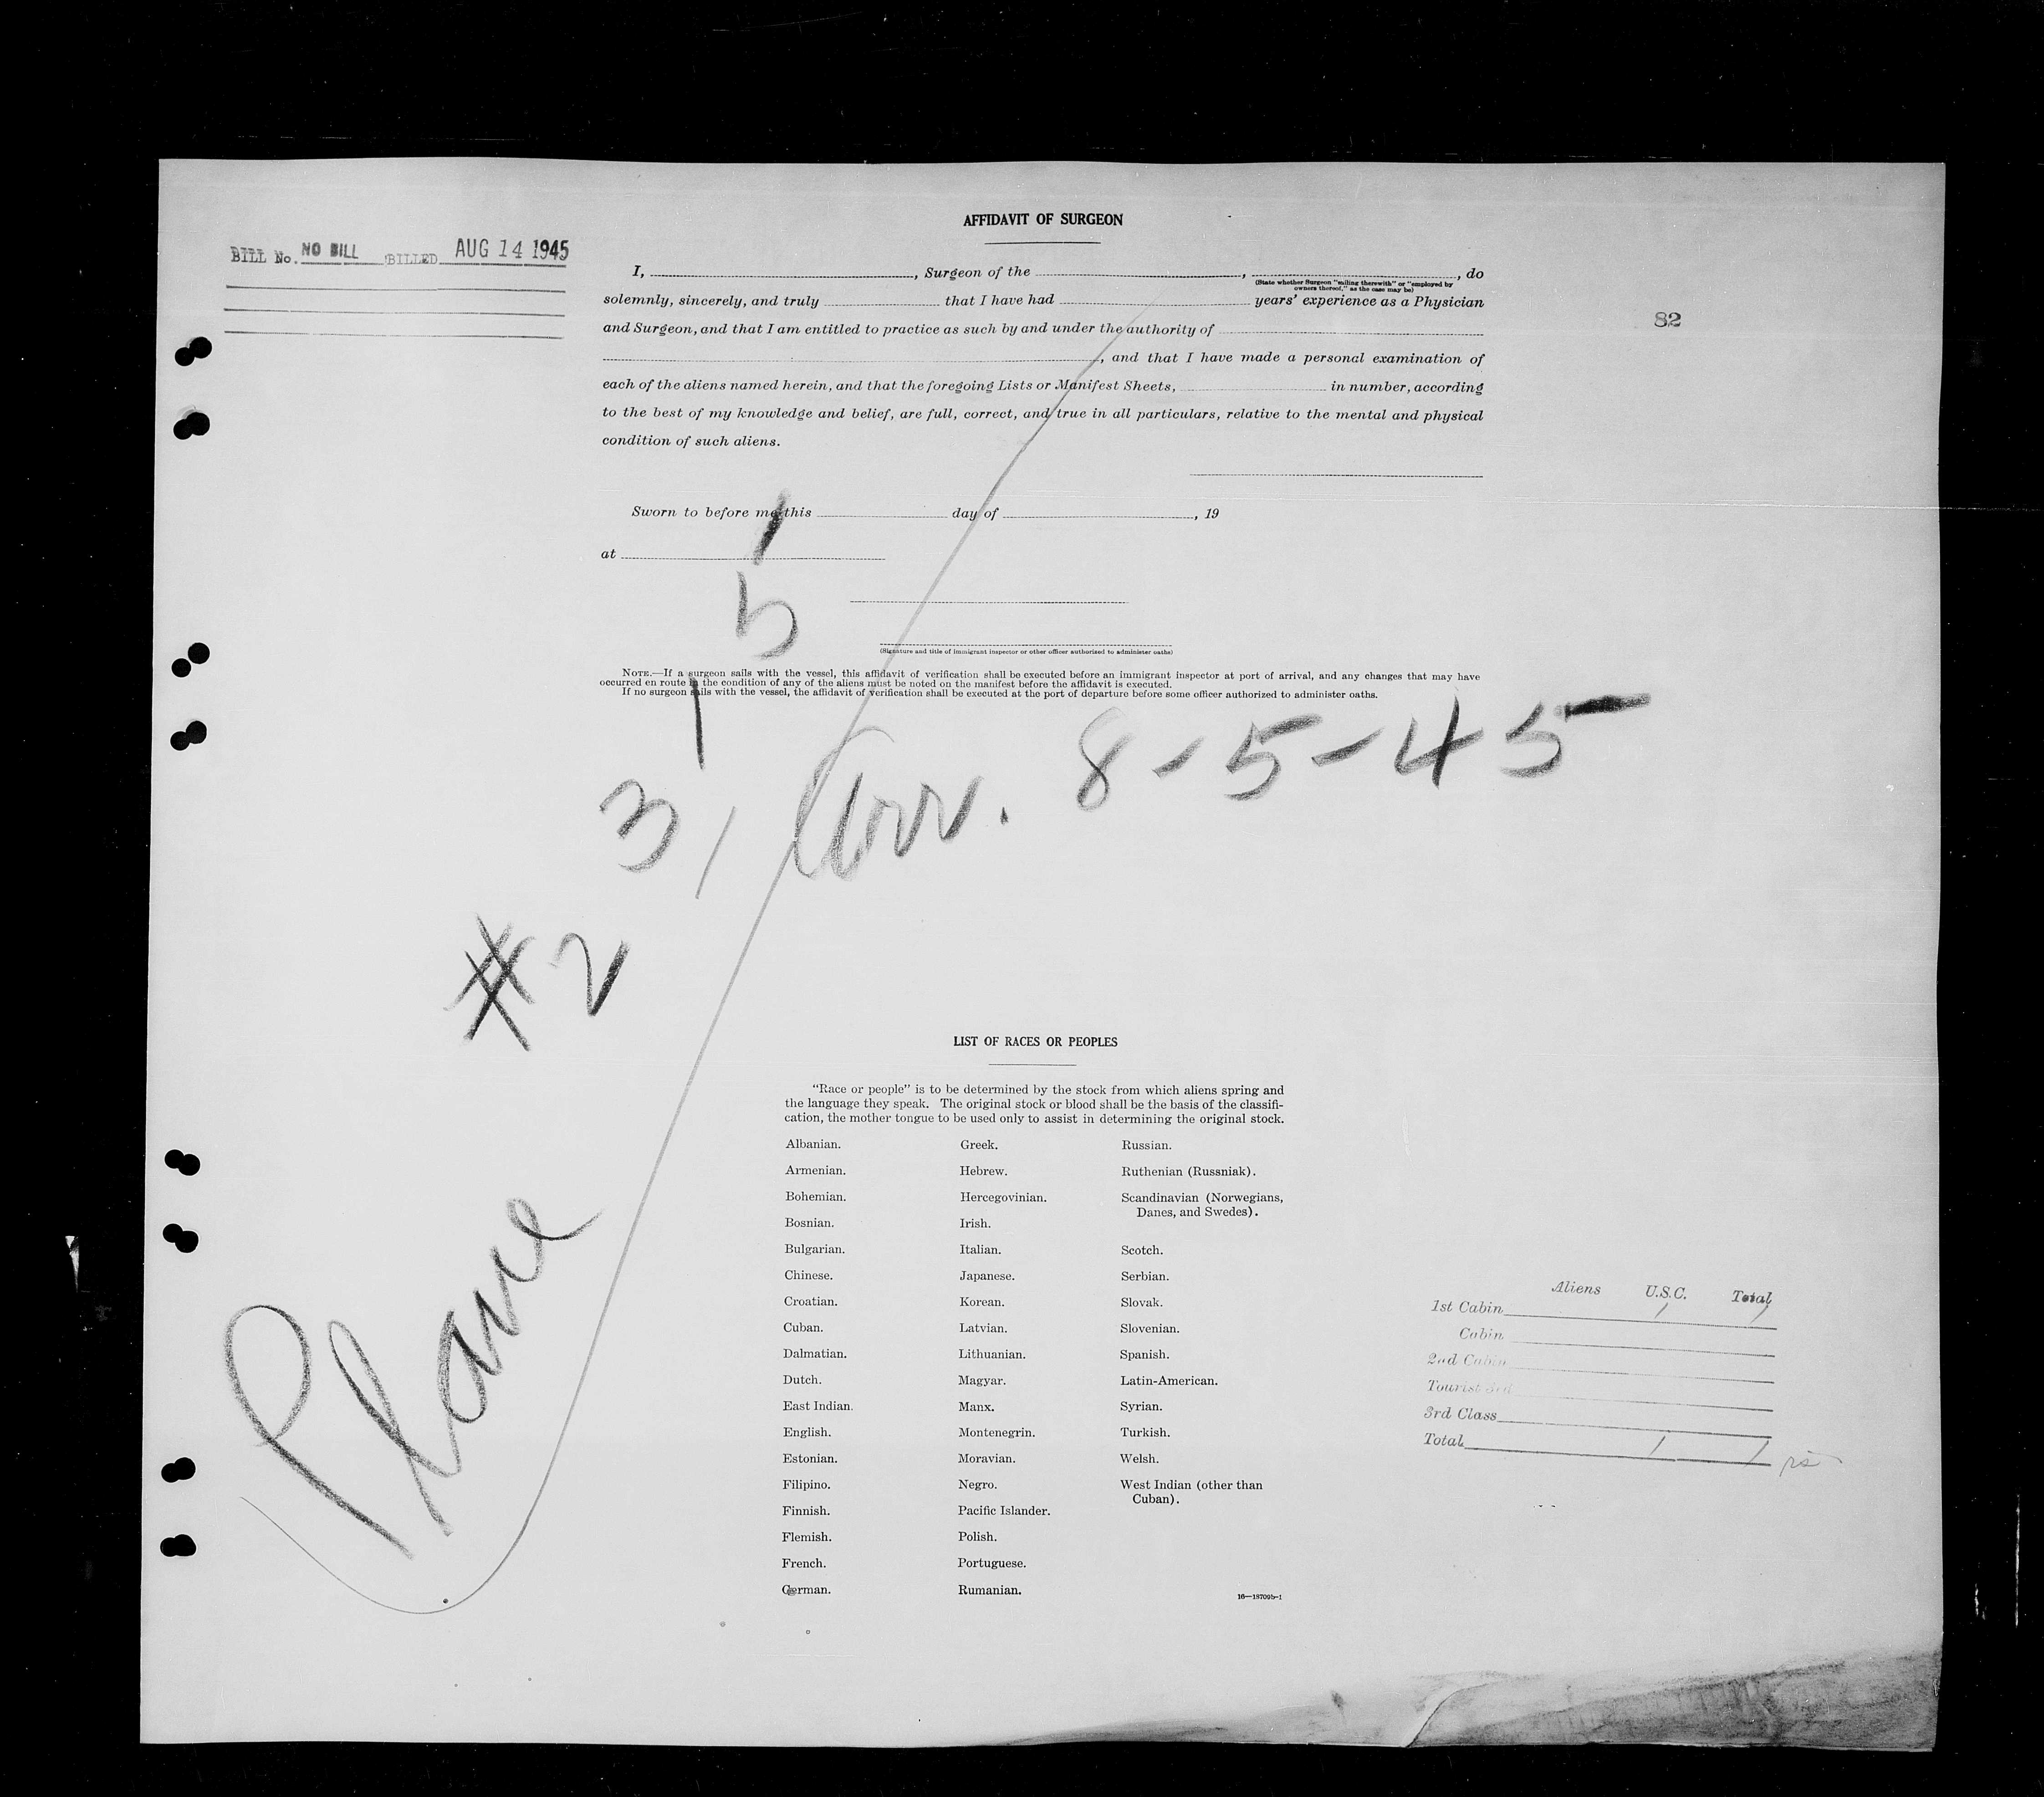 AFFIDAVIT OF SURGEON
BILL No. NO BILL BILLED AUG 14 1945
I, , Surgeon of the , , do
(State whether Surgeon "sailing therewith" or "employed by
owners thereof," as the case may be)
solemnly, sincerely, and truly that I have had years' experience as a Physician
and Surgeon, and that I am entitled to practice as such by and under the authority of
82
, and that I have made a personal examination of
each of the aliens named herein, and that the foregoing Lists or Manifest Sheets, in number, according
to the best of my knowledge and belief, are full, correct, and true in all particulars, relative to the mental and physical
condition of such aliens.
Sworn to before me this day of , 19
at
(Signature and title of immigrant inspector or other officer authorized to administer oaths)
NOTE.—If a surgeon sails with the vessel, this affidavit of verification shall be executed before an immigrant inspector at port of arrival, and any changes that may have
occurred en route in the condition of any of the aliens must be noted on the manifest before the affidavit is executed.
If no surgeon sails with the vessel, the affidavit of verification shall be executed at the port of departure before some officer authorized to administer oaths.
Plane #2 3 1 5 1
Arr. 8-5-45
LIST OF RACES OR PEOPLES
"Race or people" is to be determined by the stock from which aliens spring and
the language they speak. The original stock or blood shall be the basis of the classifi-
cation, the mother tongue to be used only to assist in determining the original stock.
Albanian. Greek. Russian.
Armenian. Hebrew. Ruthenian (Russniak).
Bohemian. Hercegovinian. Scandinavian (Norwegians,
Danes, and Swedes).
Bosnian. Irish.
Bulgarian. Italian. Scotch.
Chinese. Japanese. Serbian.
Croatian. Korean. Slovak.
Cuban. Latvian. Slovenian.
Dalmatian. Lithuanian. Spanish.
Dutch. Magyar. Latin-American.
East Indian. Manx. Syrian.
English. Montenegrin. Turkish.
Estonian. Moravian. Welsh.
Filipino. Negro. West Indian (other than
Cuban).
Finnish. Pacific Islander.
Flemish. Polish.
French. Portuguese.
German. Rumanian.
16—18709b-1
Aliens U.S.C. Total
1st Cabin 1 1
Cabin
2nd Cabin
Tourist 3rd
3rd Class
Total 1 1